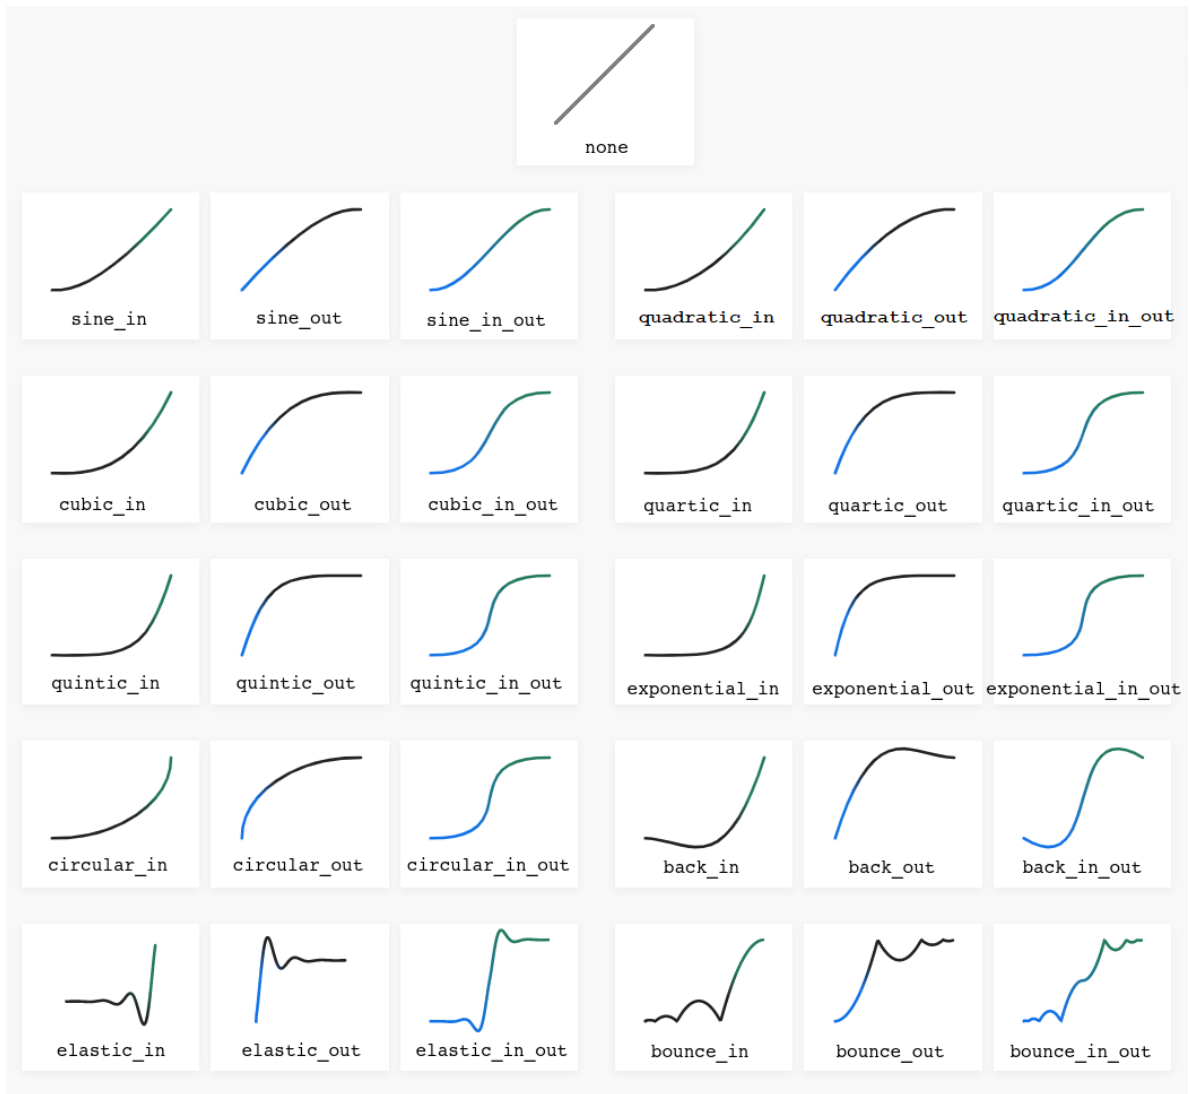 none
sine_in
sine_out
sine_in_out
quadratic_in
quadratic_out
quadratic_in_out
cubic_in
cubic_out
cubic_in_out
quartic_in
quartic_out
quartic_in_out
quintic_in
quintic_out
quintic_in_out
exponential_in
exponential_out
exponential_in_out
circular_in
circular_out
circular_in_out
back_in
back_out
back_in_out
elastic_in
elastic_out
elastic_in_out
bounce_in
bounce_out
bounce_in_out